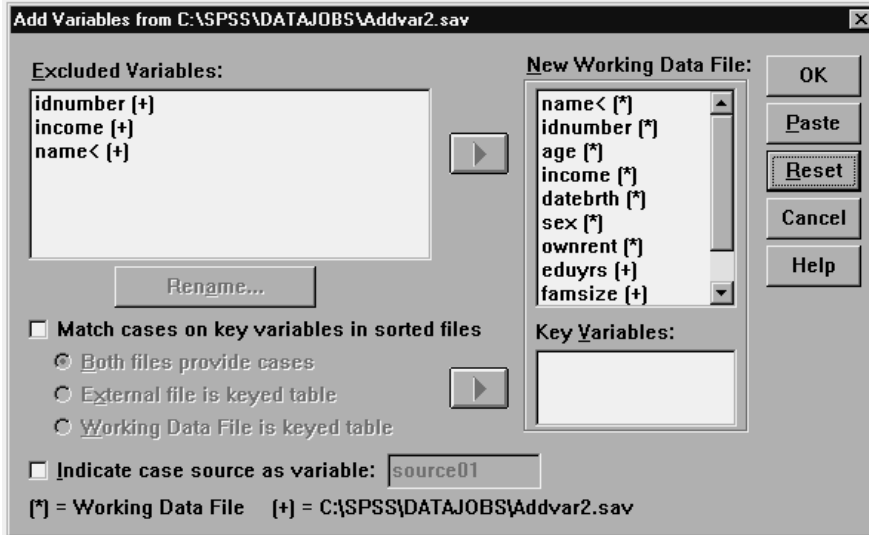 Add Variables from C:\SPSS\DATAJOBS\Addvar2.sav
Excluded Variables:
idnumber (+)
income (+)
name< (+)
Rename...
New Working Data File:
name< (*)
idnumber (*)
age (*)
income (*)
datebrth (*)
sex (*)
ownrent (*)
eduyrs (+)
famsize (+)
OK
Paste
Reset
Cancel
Help
Match cases on key variables in sorted files
Both files provide cases
External file is keyed table
Working Data File is keyed table
Key Variables:
Indicate case source as variable: source01
(*) = Working Data File (+) = C:\SPSS\DATAJOBS\Addvar2.sav